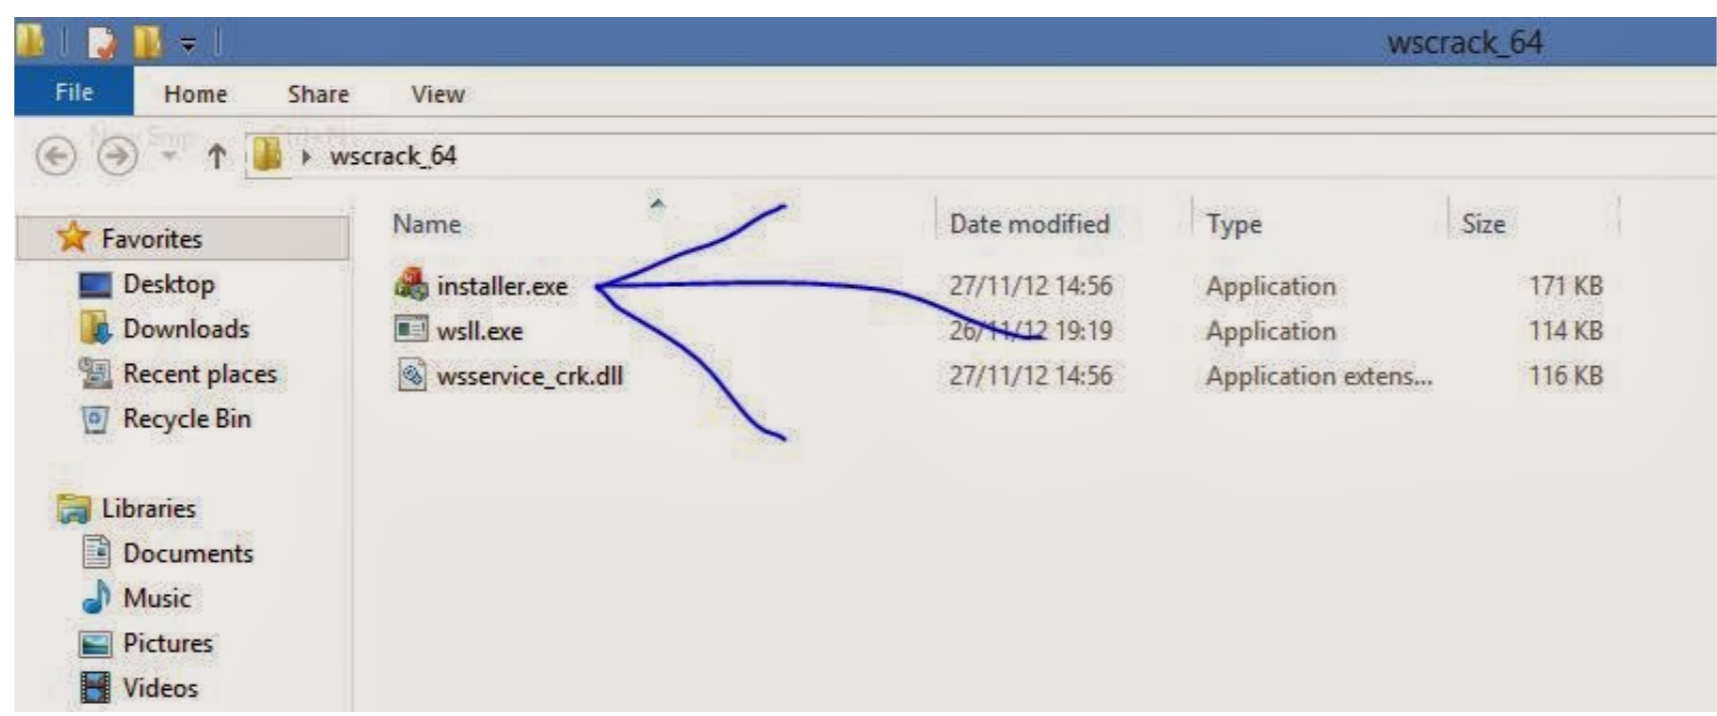 wscrack_64
File Home Share View
wscrack_64
Name Date modified Type Size
Favorites
Desktop
Downloads
Recent places
Recycle Bin
Libraries
Documents
Music
Pictures
Videos
installer.exe 27/11/12 14:56 Application 171 KB
wsll.exe 26/11/12 19:19 Application 114 KB
wsservice_crk.dll 27/11/12 14:56 Application extens... 116 KB